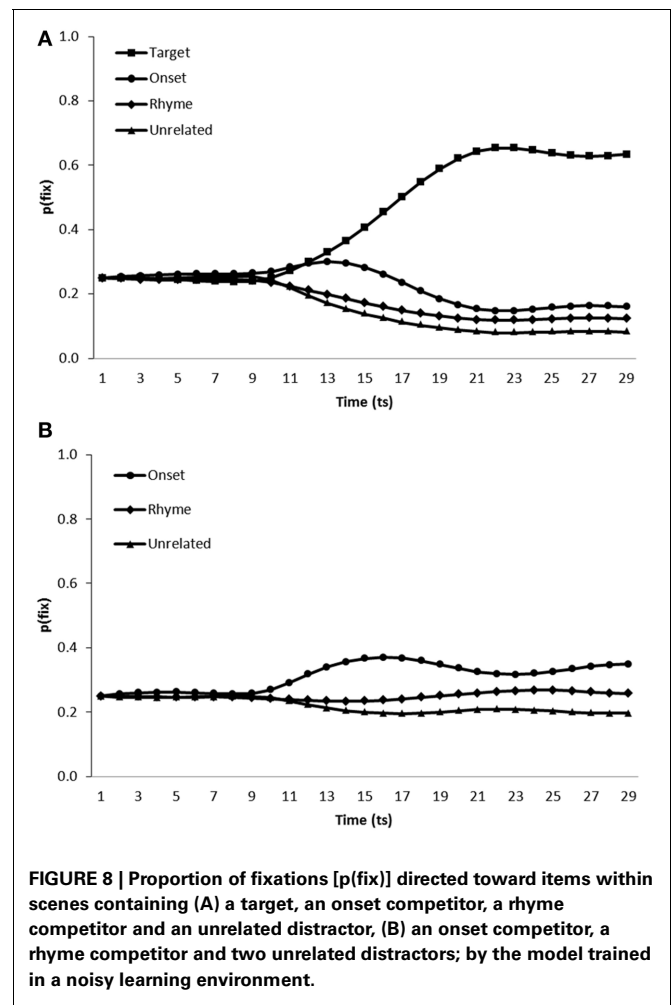 A
1.0
0.8
0.6
0.4
0.2
0.0
p(fix)
Target
Onset
Rhyme
Unrelated
1 3 5 7 9 11 13 15 17 19 21 23 25 27 29
Time (ts)
B
1.0
0.8
0.6
0.4
0.2
0.0
p(fix)
Onset
Rhyme
Unrelated
1 3 5 7 9 11 13 15 17 19 21 23 25 27 29
Time (ts)
FIGURE 8 | Proportion of fixations [p(fix)] directed toward items within
scenes containing (A) a target, an onset competitor, a rhyme
competitor and an unrelated distractor, (B) an onset competitor, a
rhyme competitor and two unrelated distractors; by the model trained
in a noisy learning environment.